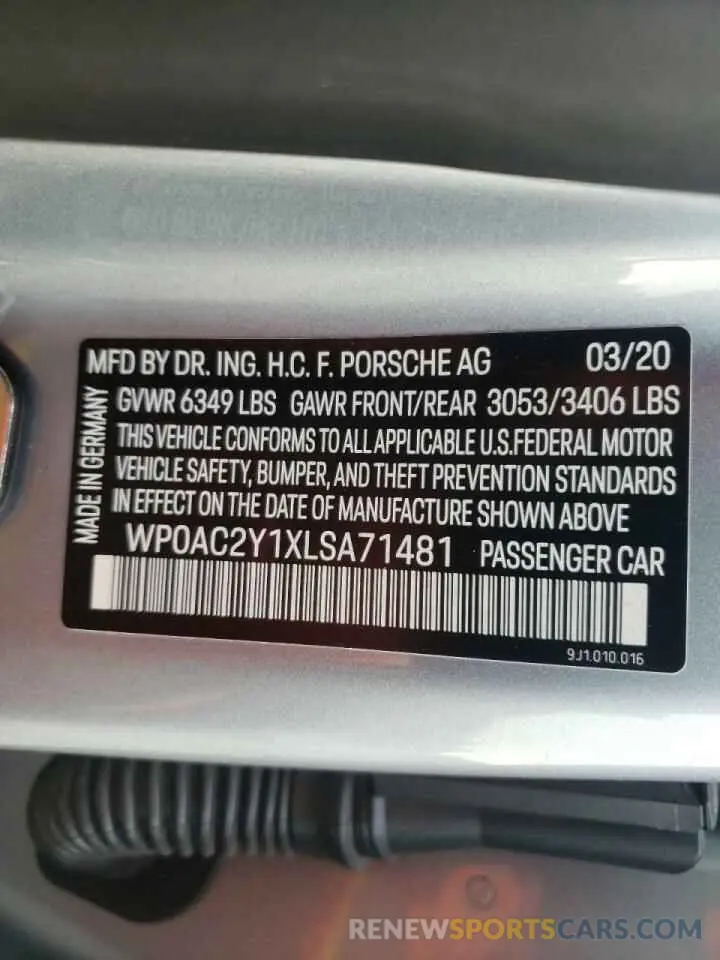 MFD BY DR. ING. H.C. F. PORSCHE AG 03/20
MADE IN GERMANY
GVWR 6349 LBS GAWR FRONT/REAR 3053/3406 LBS
THIS VEHICLE CONFORMS TO ALL APPLICABLE U.S.FEDERAL MOTOR
VEHICLE SAFETY, BUMPER, AND THEFT PREVENTION STANDARDS
IN EFFECT ON THE DATE OF MANUFACTURE SHOWN ABOVE
WP0AC2Y1XLSA71481 PASSENGER CAR
9J1.010.016
RENEWSPORTSCARS.COM